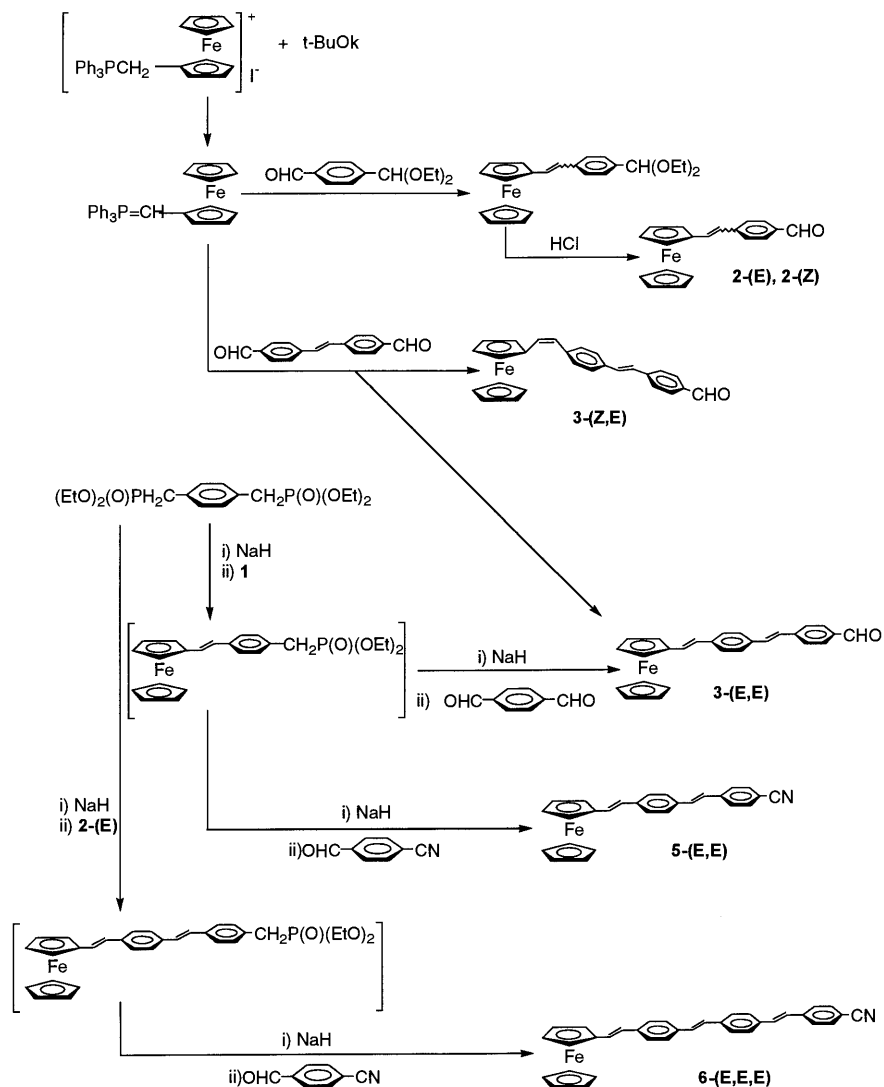 Fe
+
Ph3PCH2
I-
+ t-BuOk
Fe
Ph3P=CH
OHC
CH(OEt)2
Fe
CH(OEt)2
HCl
Fe
CHO
2-(E), 2-(Z)
OHC
CHO
Fe
CHO
3-(Z,E)
(EtO)2(O)PH2C
CH2P(O)(OEt)2
i) NaH
ii) 1
Fe
CH2P(O)(OEt)2
i) NaH
ii) OHC
CHO
Fe
CHO
3-(E,E)
i) NaH
ii) 2-(E)
i) NaH
ii)OHC
CN
Fe
CN
5-(E,E)
Fe
CH2P(O)(EtO)2
i) NaH
ii)OHC
CN
Fe
CN
6-(E,E,E)